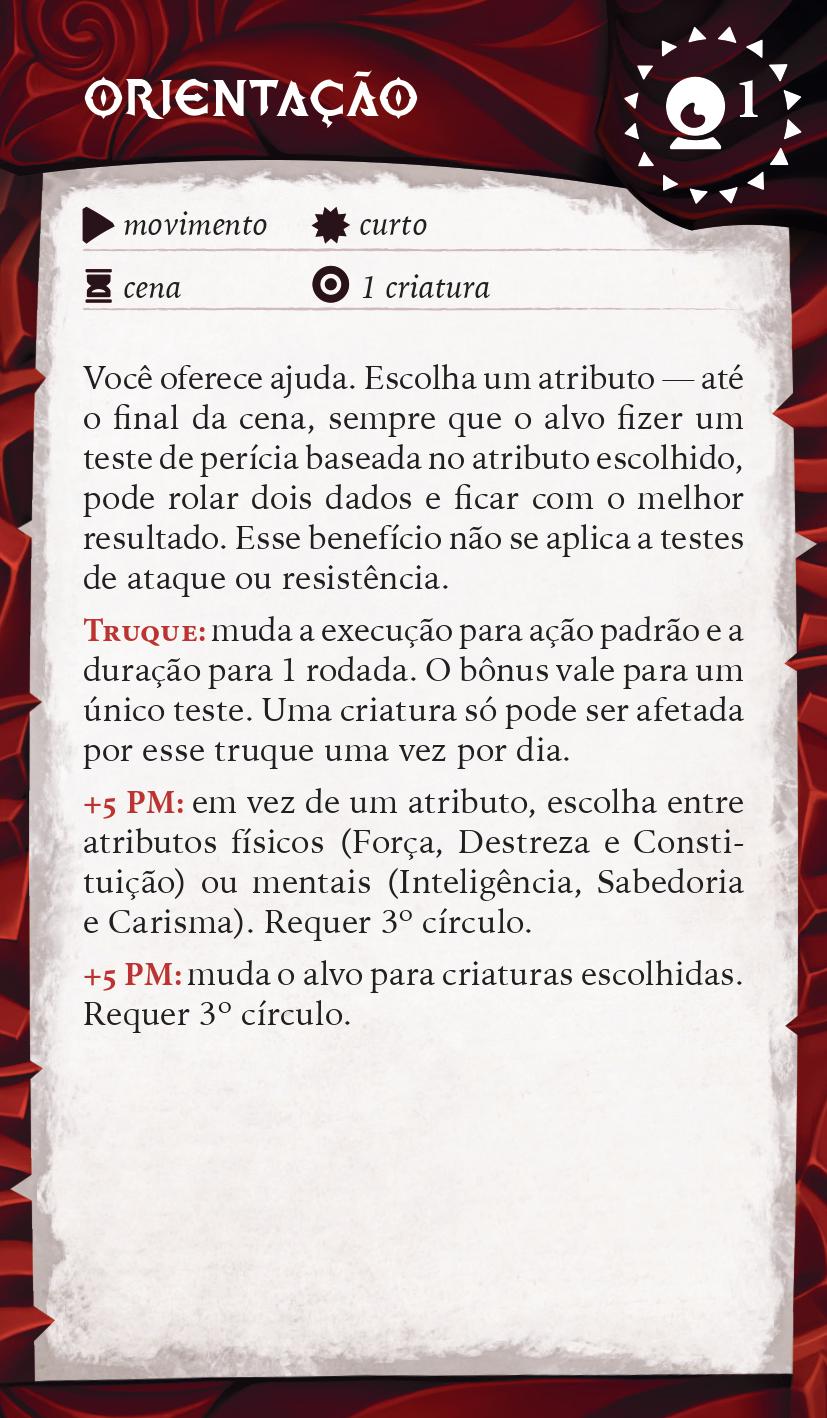 ORIENTAÇÃO
1
movimento curto
cena 1 criatura
Você oferece ajuda. Escolha um atributo — até
o final da cena, sempre que o alvo fizer um
teste de perícia baseada no atributo escolhido,
pode rolar dois dados e ficar com o melhor
resultado. Esse benefício não se aplica a testes
de ataque ou resistência.
Truque: muda a execução para ação padrão e a
duração para 1 rodada. O bônus vale para um
único teste. Uma criatura só pode ser afetada
por esse truque uma vez por dia.
+5 PM: em vez de um atributo, escolha entre
atributos físicos (Força, Destreza e Consti-
tuição) ou mentais (Inteligência, Sabedoria
e Carisma). Requer 3º círculo.
+5 PM: muda o alvo para criaturas escolhidas.
Requer 3º círculo.